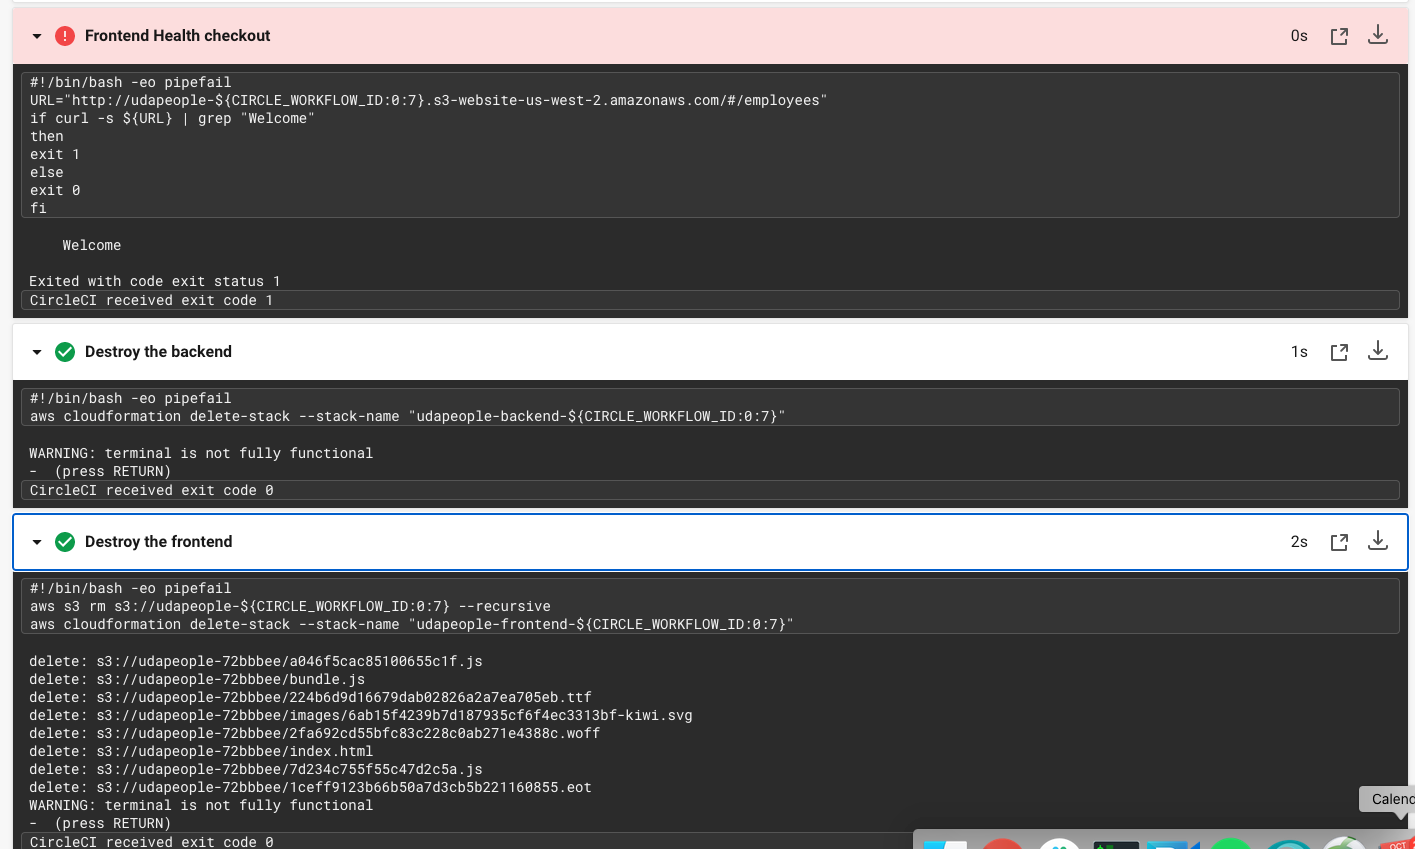 Frontend Health checkout
0s
#!/bin/bash -eo pipefail
URL="http://udapeople-${CIRCLE_WORKFLOW_ID:0:7}.s3-website-us-west-2.amazonaws.com/#/employees"
if curl -s ${URL} | grep "Welcome"
then
exit 1
else
exit 0
fi
Welcome
Exited with code exit status 1
CircleCI received exit code 1
Destroy the backend
1s
#!/bin/bash -eo pipefail
aws cloudformation delete-stack --stack-name "udapeople-backend-${CIRCLE_WORKFLOW_ID:0:7}"
WARNING: terminal is not fully functional
-  (press RETURN)
CircleCI received exit code 0
Destroy the frontend
2s
#!/bin/bash -eo pipefail
aws s3 rm s3://udapeople-${CIRCLE_WORKFLOW_ID:0:7} --recursive
aws cloudformation delete-stack --stack-name "udapeople-frontend-${CIRCLE_WORKFLOW_ID:0:7}"
delete: s3://udapeople-72bbbee/a046f5cac85100655c1f.js
delete: s3://udapeople-72bbbee/bundle.js
delete: s3://udapeople-72bbbee/224b6d9d16679dab02826a2a7ea705eb.ttf
delete: s3://udapeople-72bbbee/images/6ab15f4239b7d187935cf6f4ec3313bf-kiwi.svg
delete: s3://udapeople-72bbbee/2fa692cd55bfc83c228c0ab271e4388c.woff
delete: s3://udapeople-72bbbee/index.html
delete: s3://udapeople-72bbbee/7d234c755f55c47d2c5a.js
delete: s3://udapeople-72bbbee/1ceff9123b66b50a7d3cb5b221160855.eot
WARNING: terminal is not fully functional
-  (press RETURN)
CircleCI received exit code 0
Calend
OCT